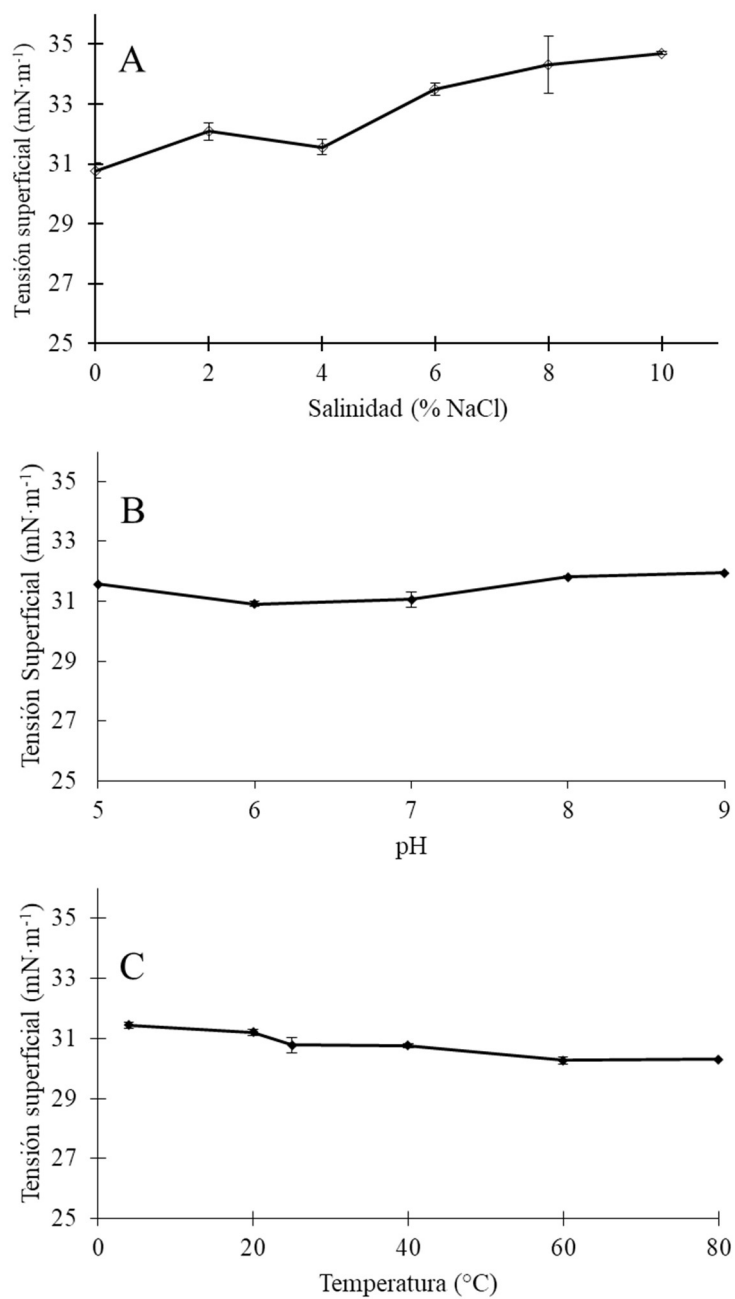 A
Tensión superficial (mN·m⁻¹)
35
33
31
29
27
25
0 2 4 6 8 10
Salinidad (% NaCl)
B
Tensión Superficial (mN·m⁻¹)
35
33
31
29
27
25
5 6 7 8 9
pH
C
Tensión superficial (mN·m⁻¹)
35
33
31
29
27
25
0 20 40 60 80
Temperatura (°C)